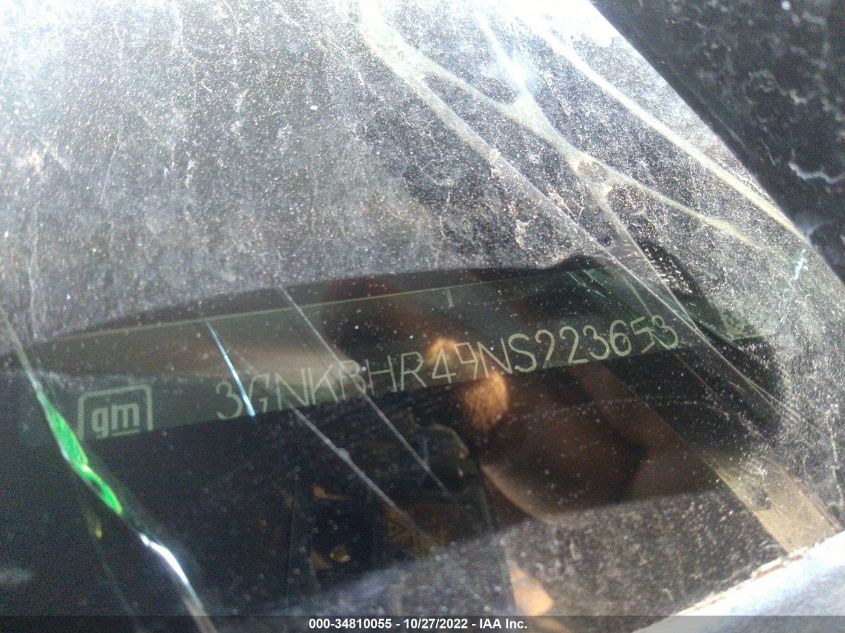 gm
3GNKBHR49NS223653
000-34810055 - 10/27/2022 - IAA Inc.